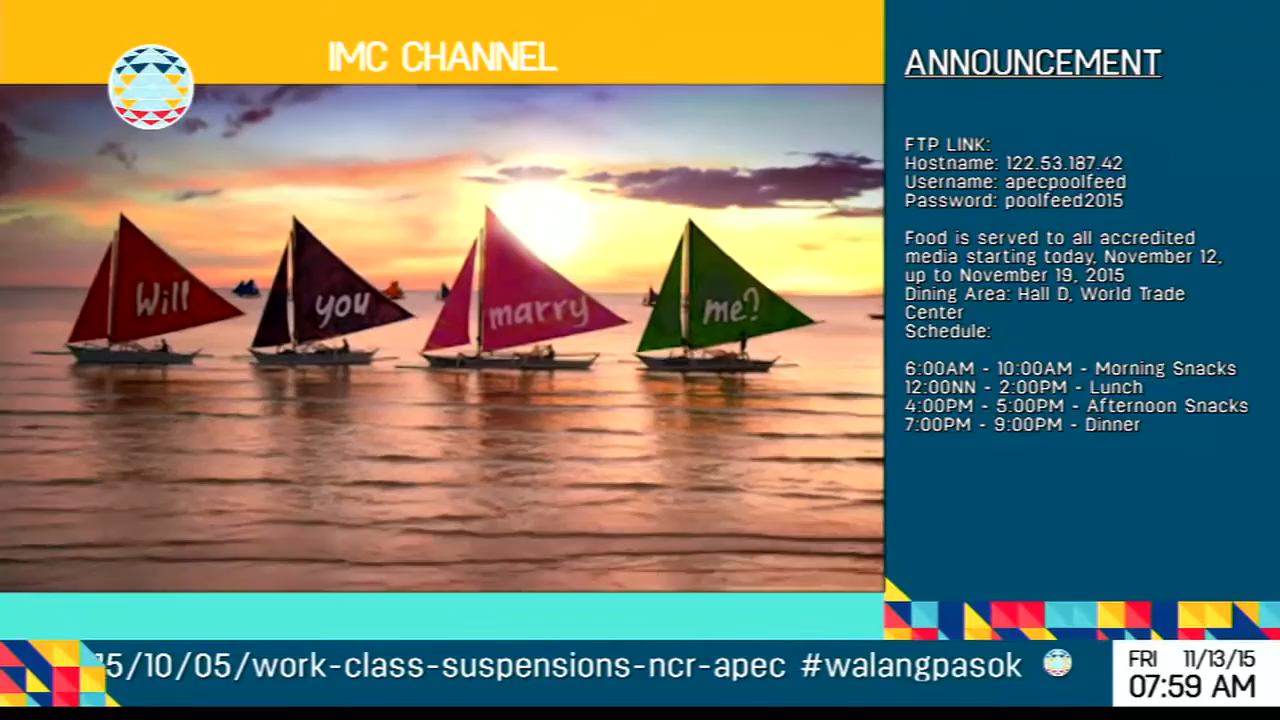 IMC CHANNEL
Will
you
marry
me?
ANNOUNCEMENT
FTP LINK:
Hostname: 122.53.187.42
Username: apecpoolfeed
Password: poolfeed2015
Food is served to all accredited
media starting today, November 12,
up to November 19, 2015
Dining Area: Hall D, World Trade
Center
Schedule:
6:00AM - 10:00AM - Morning Snacks
12:00NN - 2:00PM - Lunch
4:00PM - 5:00PM - Afternoon Snacks
7:00PM - 9:00PM - Dinner
15/10/05/work-class-suspensions-ncr-apec #walangpasok
FRI 11/13/15
07:59 AM